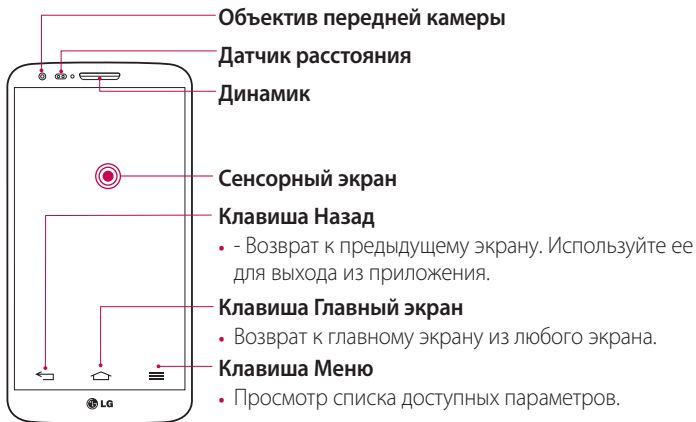 Объектив передней камеры
Датчик расстояния
Динамик
Сенсорный экран
Клавиша Назад
• - Возврат к предыдущему экрану. Используйте ее
для выхода из приложения.
Клавиша Главный экран
• Возврат к главному экрану из любого экрана.
Клавиша Меню
• Просмотр списка доступных параметров.
LG